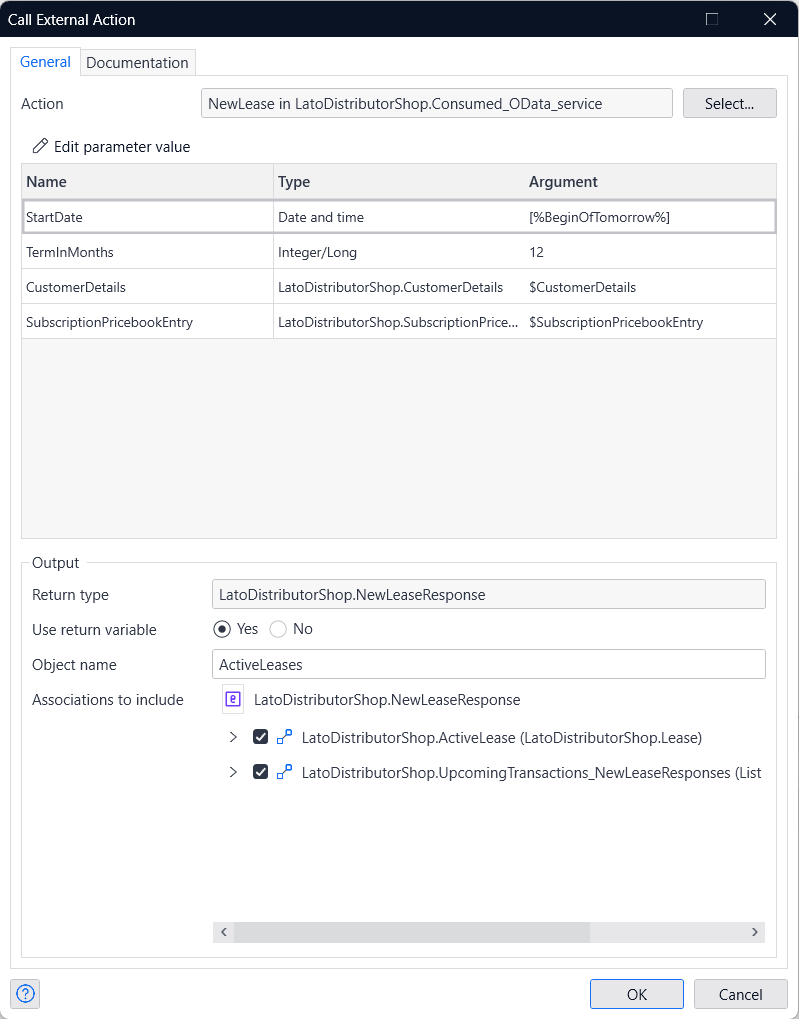 Call External Action
General Documentation
Action NewLease in LatoDistributorShop.Consumed_OData_service Select...
Edit parameter value
Name Type Argument
StartDate Date and time [%BeginOfTomorrow%]
TermInMonths Integer/Long 12
CustomerDetails LatoDistributorShop.CustomerDetails $CustomerDetails
SubscriptionPricebookEntry LatoDistributorShop.SubscriptionPrice... $SubscriptionPricebookEntry
Output
Return type LatoDistributorShop.NewLeaseResponse
Use return variable Yes No
Object name ActiveLeases
Associations to include LatoDistributorShop.NewLeaseResponse
LatoDistributorShop.ActiveLease (LatoDistributorShop.Lease)
LatoDistributorShop.UpcomingTransactions_NewLeaseResponses (List
OK Cancel